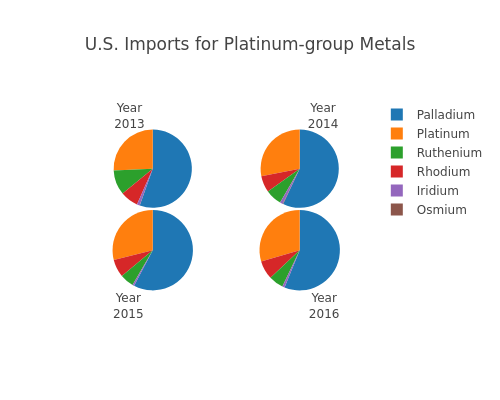 U.S. Imports for Platinum-group Metals
Year
2013
Year
2014
Palladium
Platinum
Ruthenium
Rhodium
Iridium
Osmium
Year
2015
Year
2016